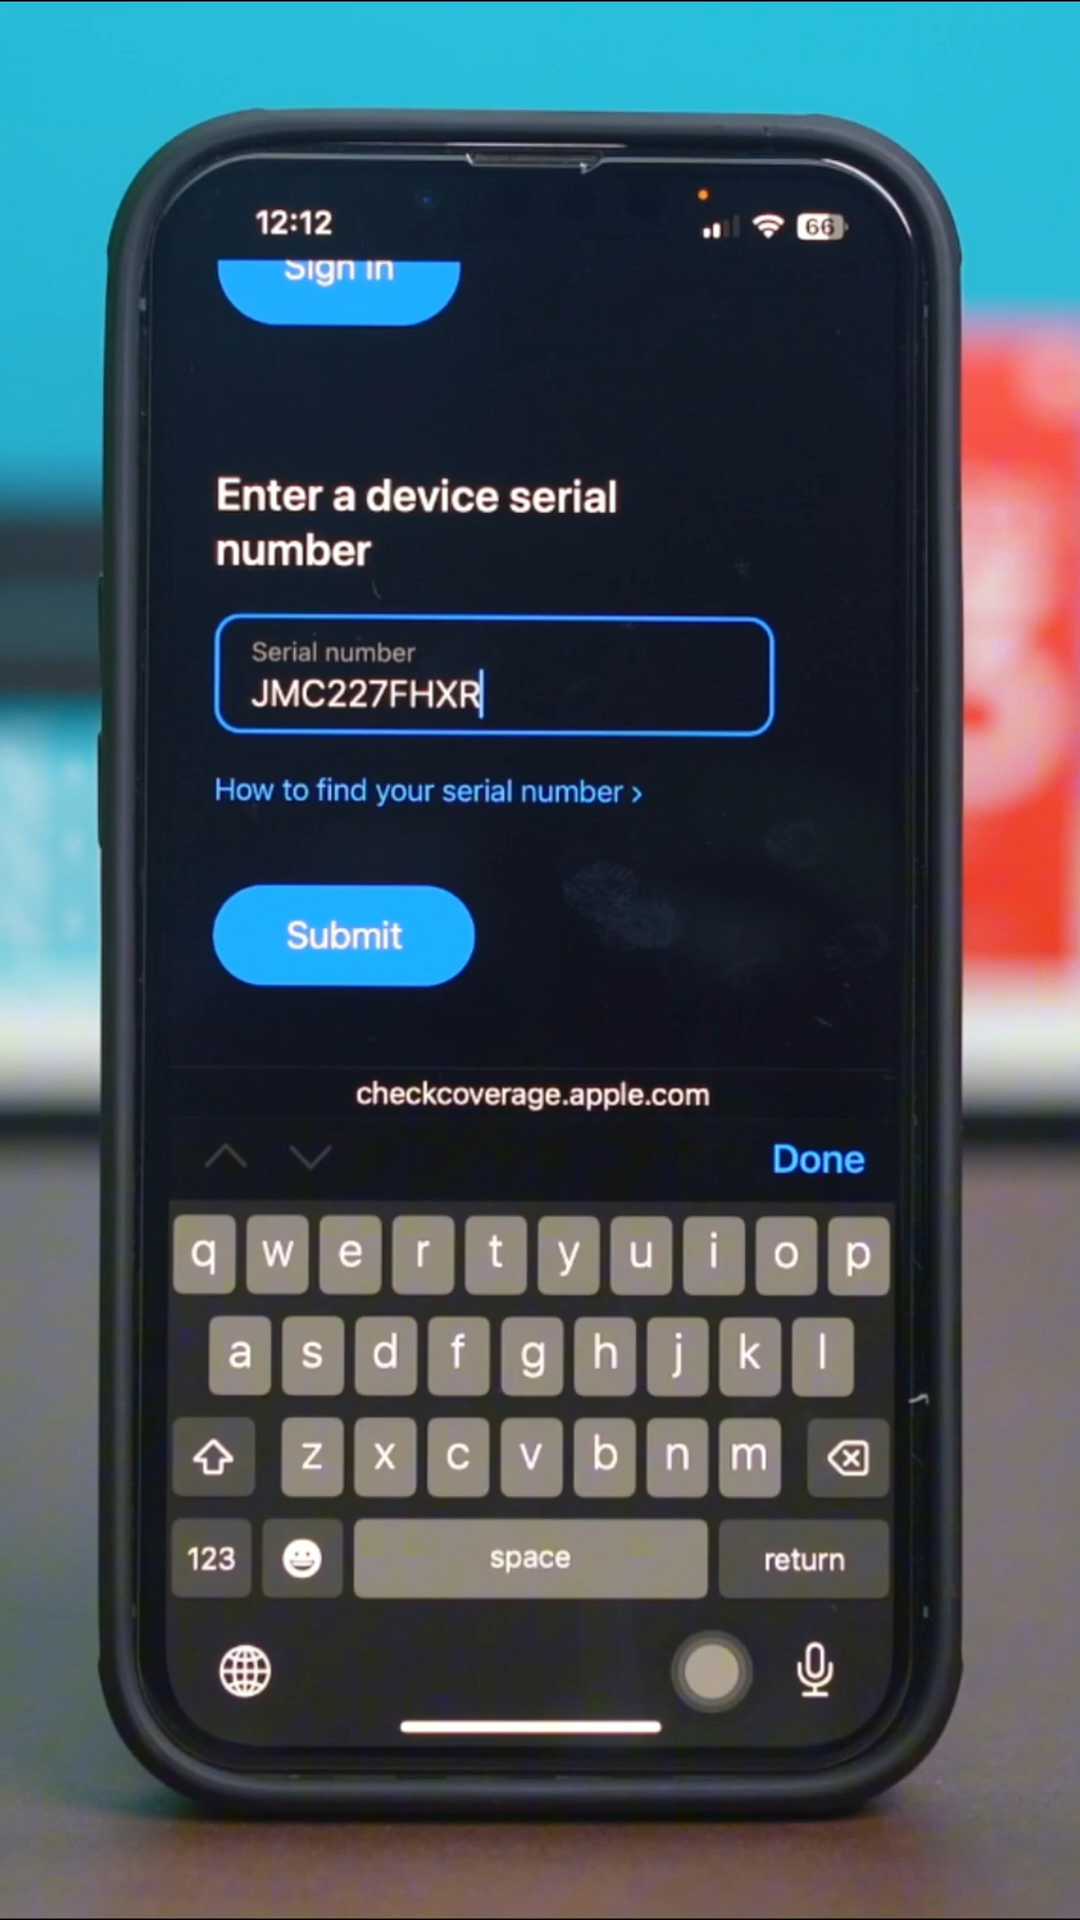 12:12
66
Sign in
Enter a device serial
number
Serial number
JMC227FHXR
How to find your serial number >
Submit
checkcoverage.apple.com
Done
q w e r t y u i o p
a s d f g h j k l
z x c v b n m
123 space return